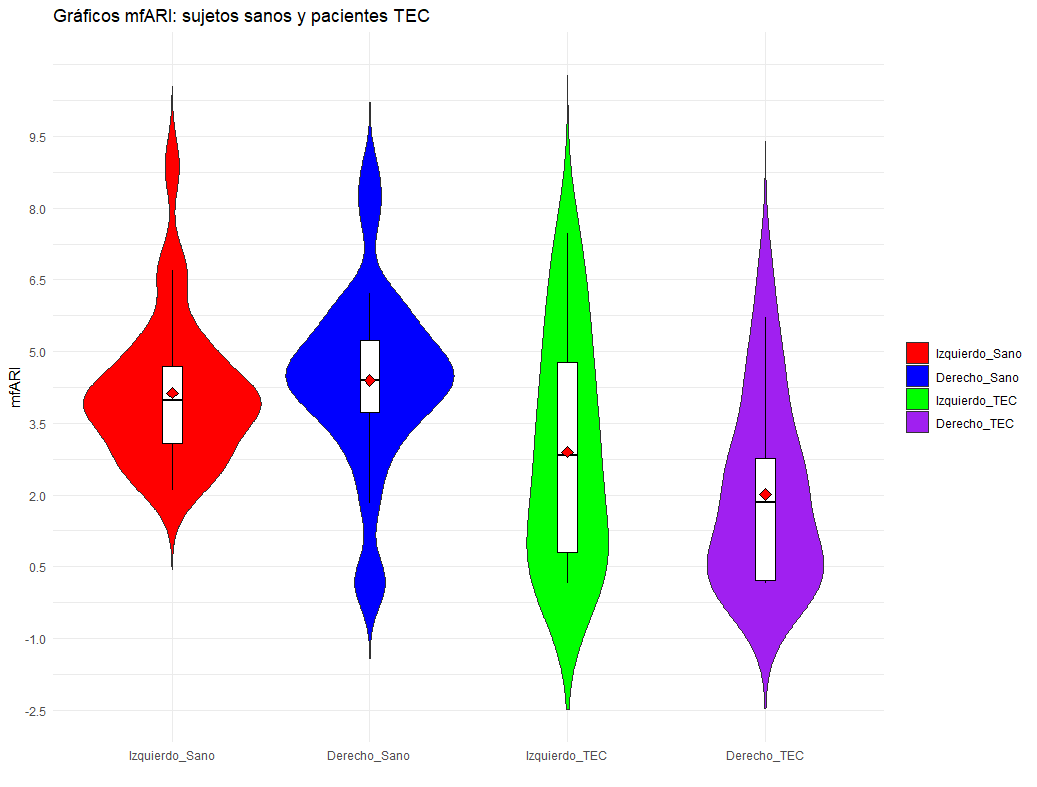 Gráficos mfARI: sujetos sanos y pacientes TEC
mfARI
9.5
8.0
6.5
5.0
3.5
2.0
0.5
-1.0
-2.5
Izquierdo_Sano
Derecho_Sano
Izquierdo_TEC
Derecho_TEC
Izquierdo_Sano
Derecho_Sano
Izquierdo_TEC
Derecho_TEC